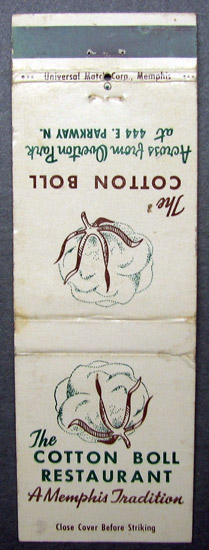 Universal Match Corp., Memphis
The
COTTON BOLL
Across from Overton Park
at 444 E. PARKWAY N.
The
COTTON BOLL
RESTAURANT
A Memphis Tradition
Close Cover Before Striking